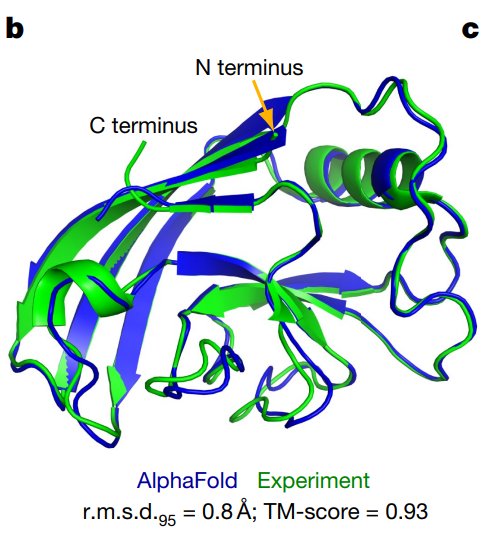 b
c
N terminus
C terminus
AlphaFold Experiment
r.m.s.d.95 = 0.8 Å; TM-score = 0.93